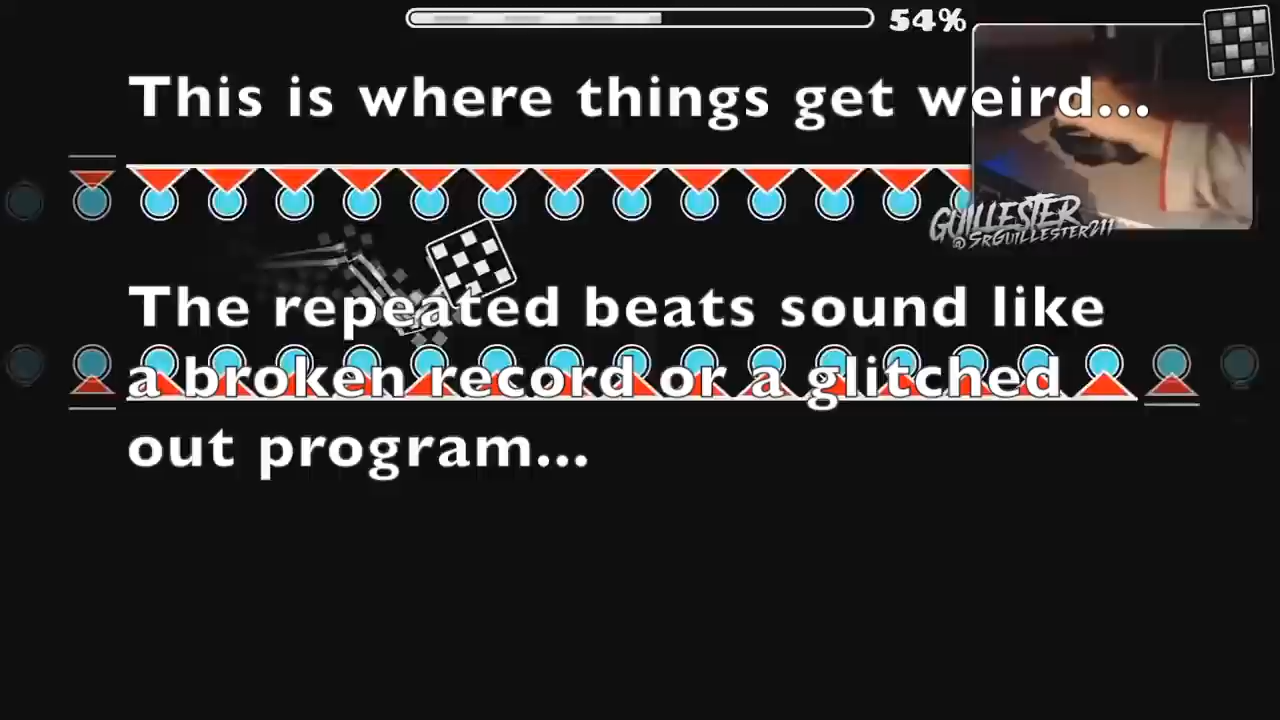 54%
This is where things get weird...
GUILLESTER
@SRGUILLESTER211
The repeated beats sound like
a broken record or a glitched
out program...